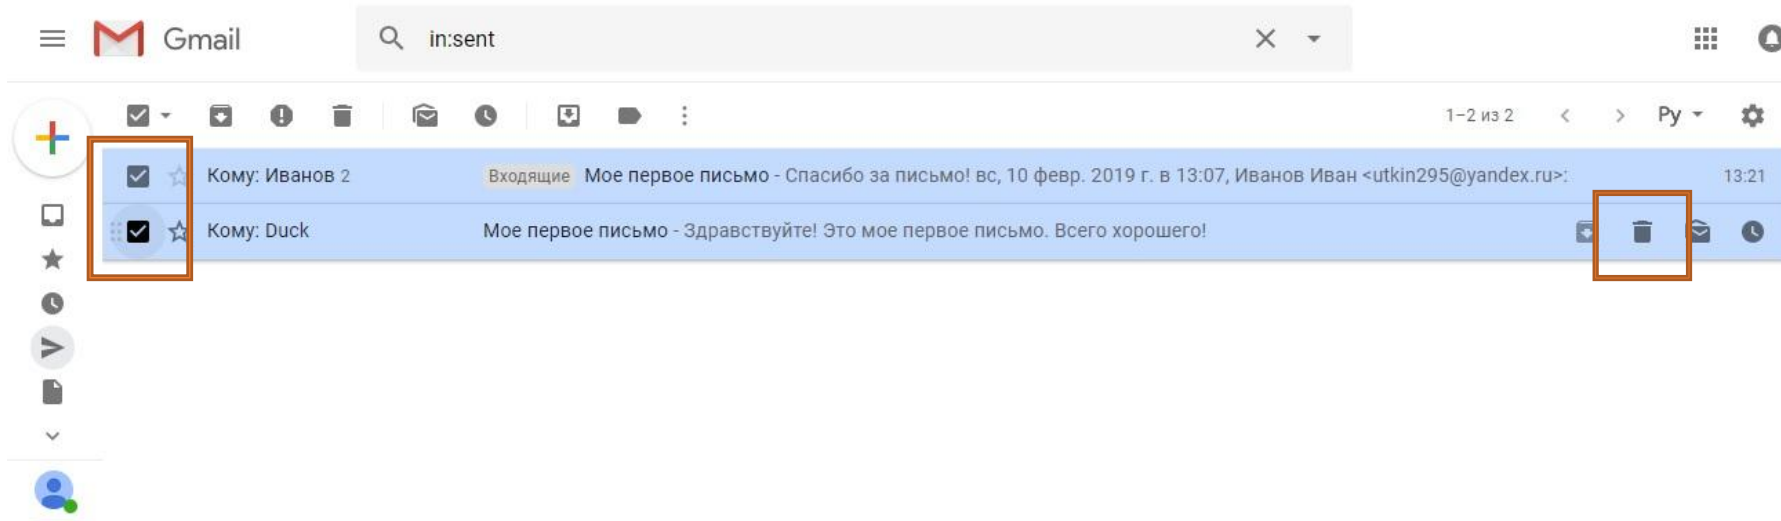 Gmail
in:sent
1–2 из 2
Ру
Кому: Иванов 2 Входящие Мое первое письмо - Спасибо за письмо! вс, 10 февр. 2019 г. в 13:07, Иванов Иван <utkin295@yandex.ru>: 13:21
Кому: Duck Мое первое письмо - Здравствуйте! Это мое первое письмо. Всего хорошего!